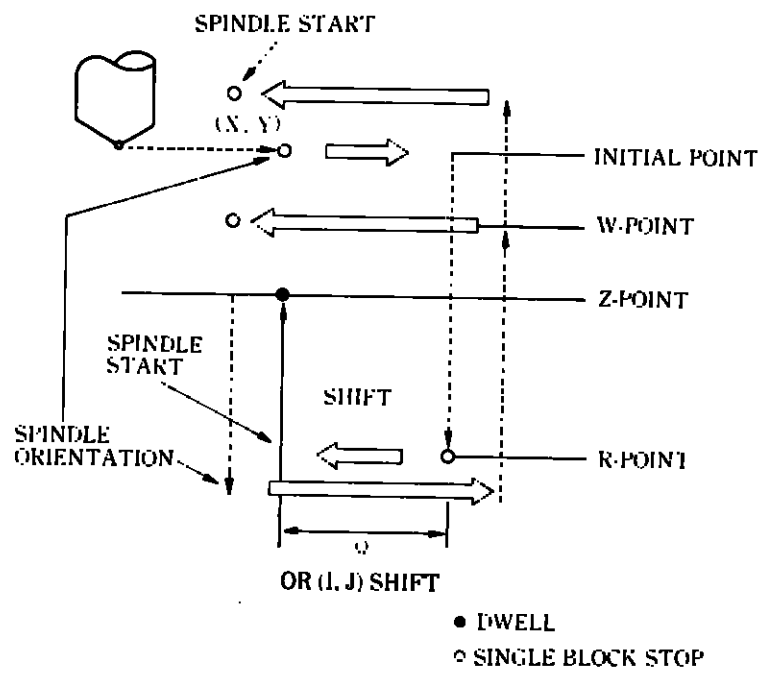 SPINDLE START
(X, Y)
INITIAL POINT
W-POINT
Z-POINT
SPINDLE
START
SHIFT
SPINDLE
ORIENTATION
R-POINT
Q
OR (I, J) SHIFT
● DWELL
○ SINGLE BLOCK STOP